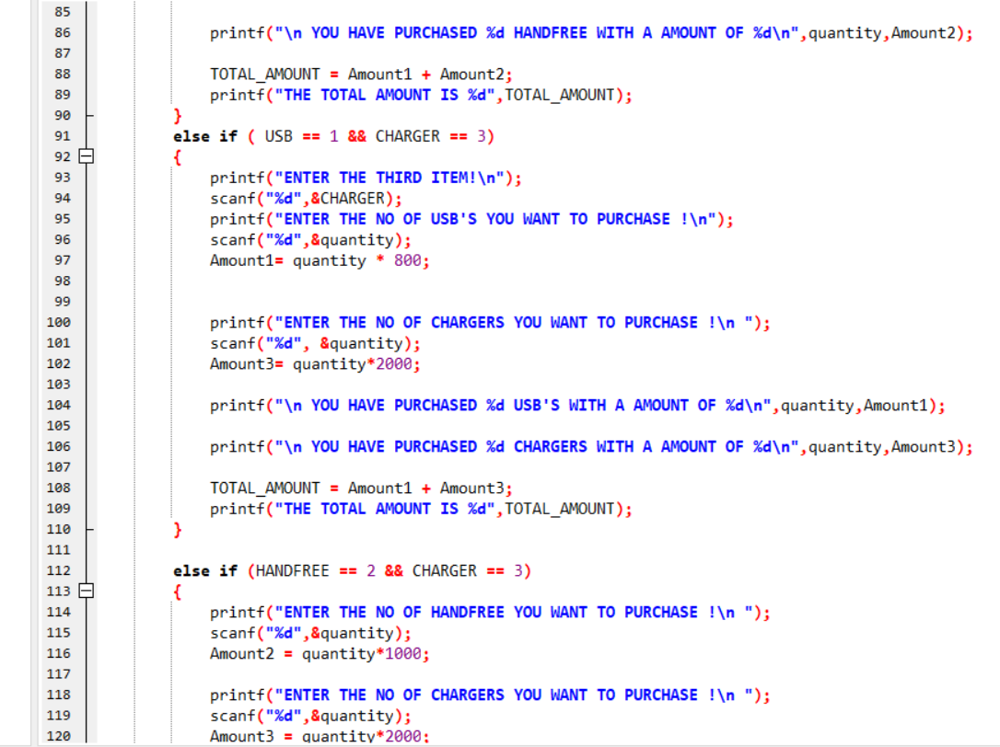 85
86 printf("\n YOU HAVE PURCHASED %d HANDFREE WITH A AMOUNT OF %d\n",quantity,Amount2);
87
88 TOTAL_AMOUNT = Amount1 + Amount2;
89 printf("THE TOTAL AMOUNT IS %d",TOTAL_AMOUNT);
90 }
91 else if ( USB == 1 && CHARGER == 3)
92 {
93 printf("ENTER THE THIRD ITEM!\n");
94 scanf("%d",&CHARGER);
95 printf("ENTER THE NO OF USB'S YOU WANT TO PURCHASE !\n");
96 scanf("%d",&quantity);
97 Amount1= quantity * 800;
98
99
100 printf("ENTER THE NO OF CHARGERS YOU WANT TO PURCHASE !\n ");
101 scanf("%d", &quantity);
102 Amount3= quantity*2000;
103
104 printf("\n YOU HAVE PURCHASED %d USB'S WITH A AMOUNT OF %d\n",quantity,Amount1);
105
106 printf("\n YOU HAVE PURCHASED %d CHARGERS WITH A AMOUNT OF %d\n",quantity,Amount3);
107
108 TOTAL_AMOUNT = Amount1 + Amount3;
109 printf("THE TOTAL AMOUNT IS %d",TOTAL_AMOUNT);
110 }
111
112 else if (HANDFREE == 2 && CHARGER == 3)
113 {
114 printf("ENTER THE NO OF HANDFREE YOU WANT TO PURCHASE !\n ");
115 scanf("%d",&quantity);
116 Amount2 = quantity*1000;
117
118 printf("ENTER THE NO OF CHARGERS YOU WANT TO PURCHASE !\n ");
119 scanf("%d",&quantity);
120 Amount3 = quantity*2000;